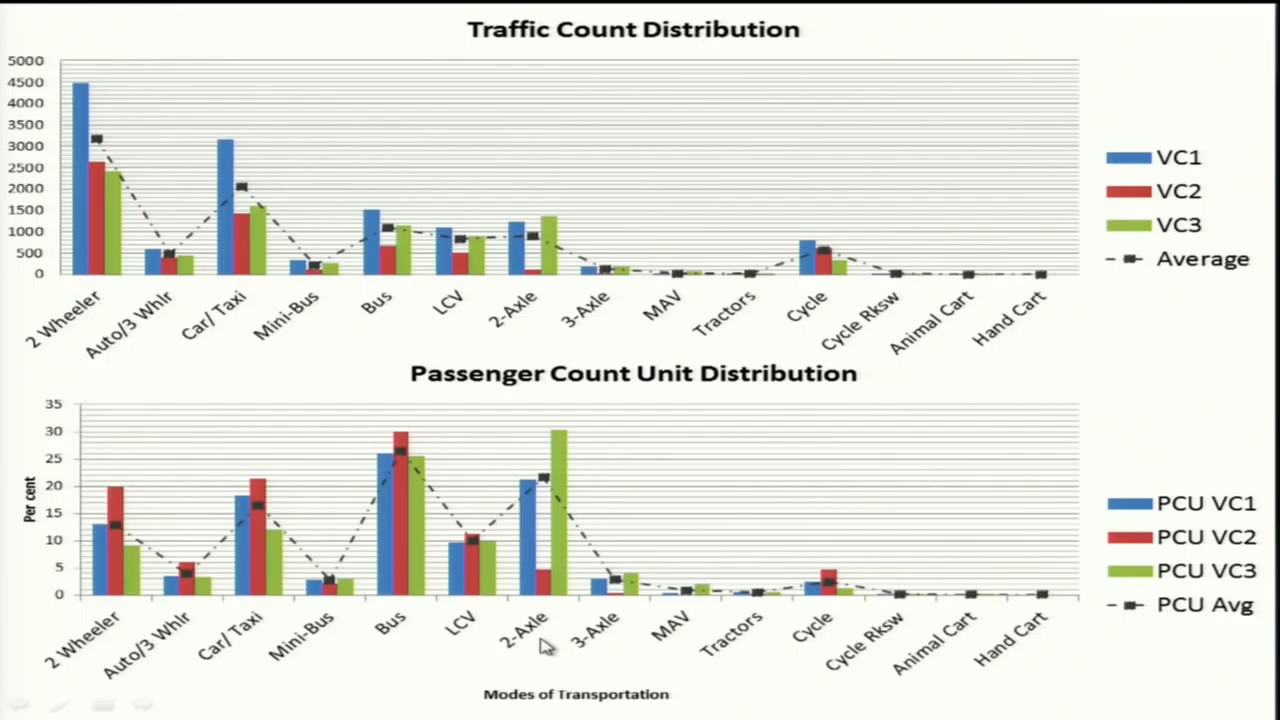 Traffic Count Distribution
5000
4500
4000
3500
3000
2500
2000
1500
1000
500
0
2 Wheeler
Auto/3 Whlr
Car/ Taxi
Mini-Bus
Bus
LCV
2-Axle
3-Axle
MAV
Tractors
Cycle
Cycle Rksw
Animal Cart
Hand Cart
VC1
VC2
VC3
Average
Passenger Count Unit Distribution
Per cent
35
30
25
20
15
10
5
0
2 Wheeler
Auto/3 Whlr
Car/ Taxi
Mini-Bus
Bus
LCV
2-Axle
3-Axle
MAV
Tractors
Cycle
Cycle Rksw
Animal Cart
Hand Cart
Modes of Transportation
PCU VC1
PCU VC2
PCU VC3
PCU Avg